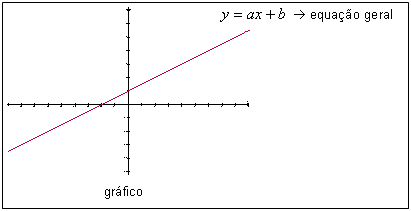 y = ax + b → equação geral
gráfico